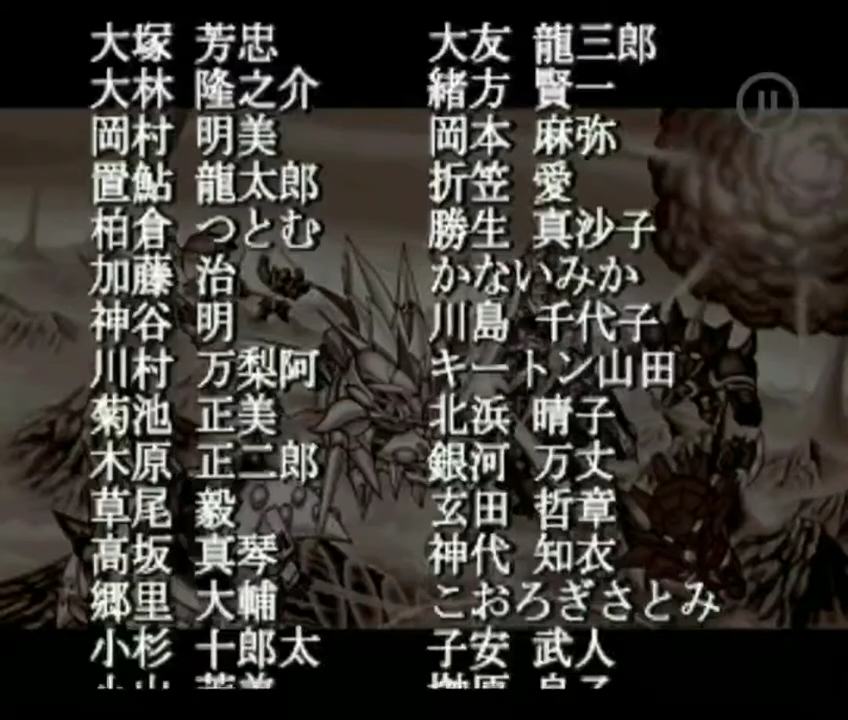 大塚 芳忠 大友 龍三郎
大林 隆之介 緒方 賢一
岡村 明美 岡本 麻弥
置鮎 龍太郎 折笠 愛
柏倉 つとむ 勝生 真沙子
加藤 治 かないみか
神谷 明 川島 千代子
川村 万梨阿 キートン山田
菊池 正美 北浜 晴子
木原 正二郎 銀河 万丈
草尾 毅 玄田 哲章
高坂 真琴 神代 知衣
郷里 大輔 こおろぎさとみ
小杉 十郎太 子安 武人